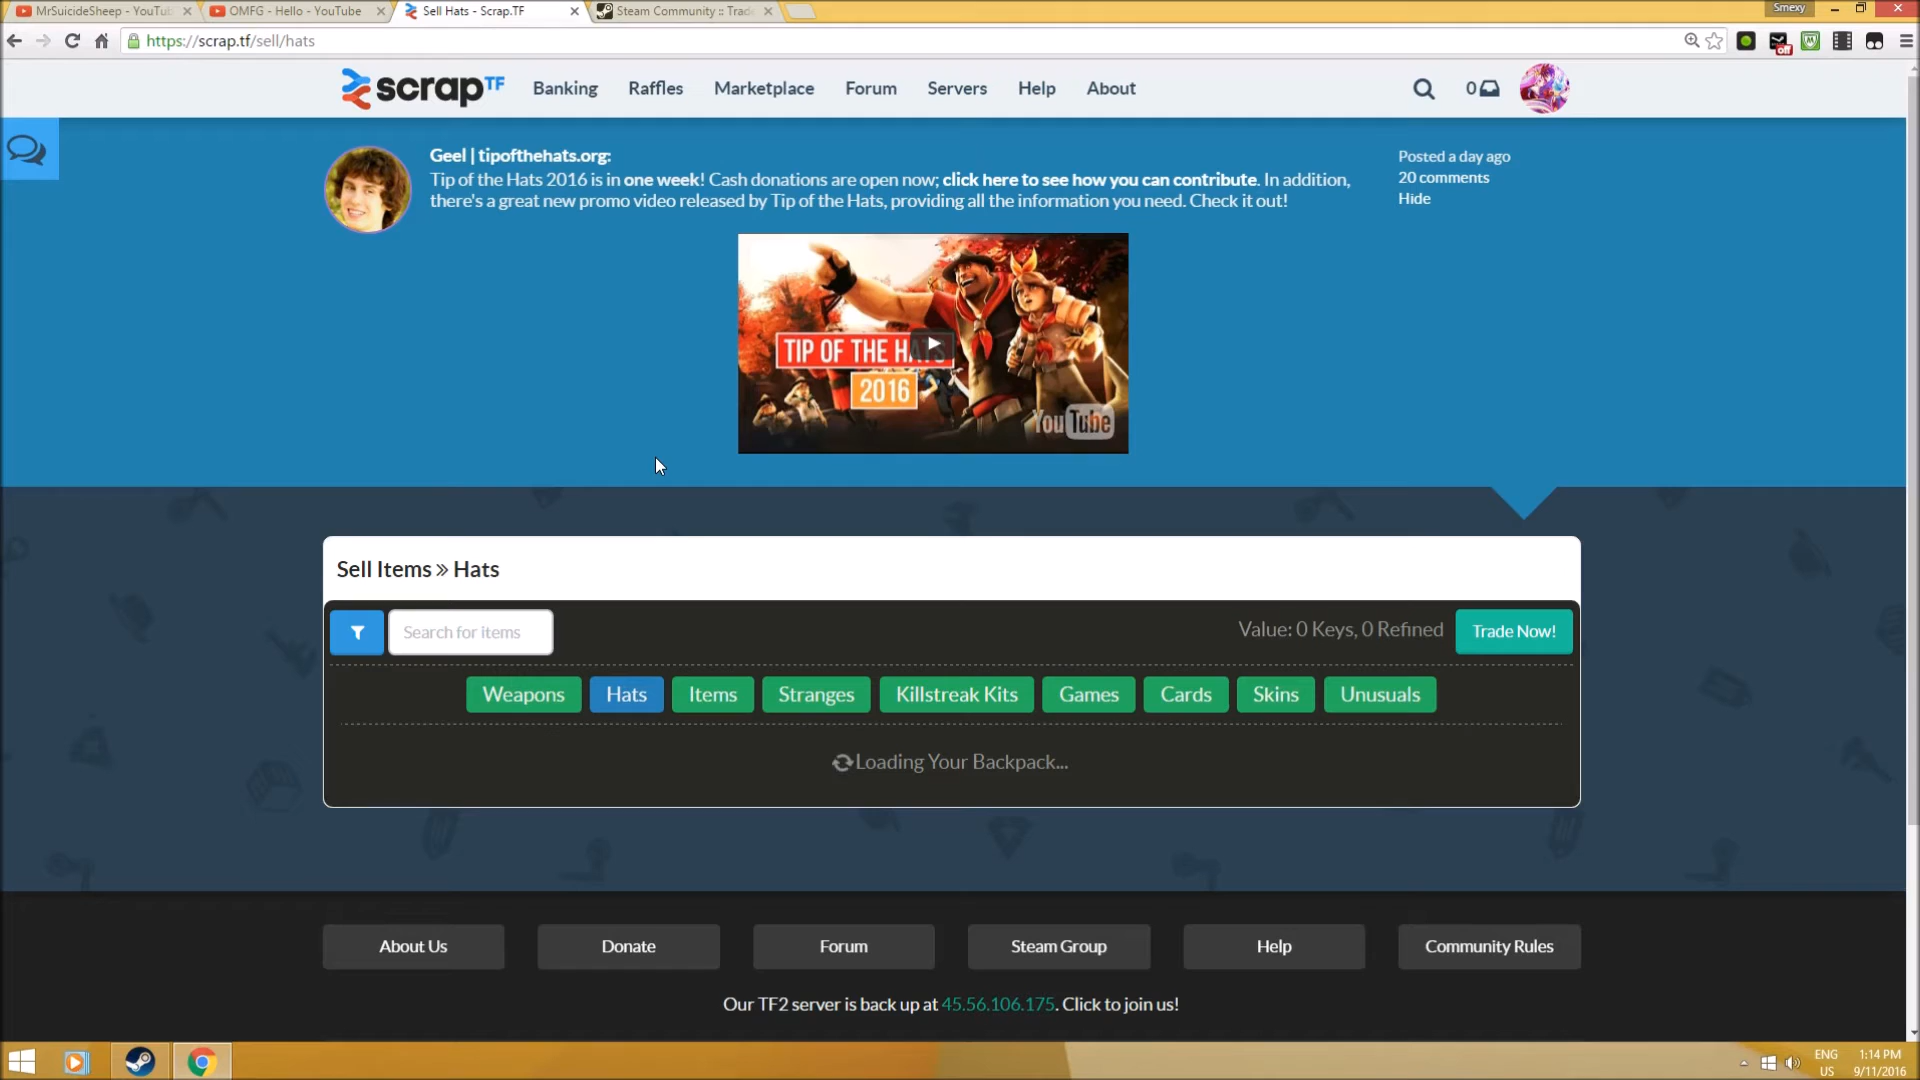 MrSuicideSheep - YouTub
OMFG - Hello - YouTube
Sell Hats - Scrap.TF
Steam Community :: Trade
Smexy
https://scrap.tf/sell/hats
off
scrap TF
Banking
Raffles
Marketplace
Forum
Servers
Help
About
0
Geel | tipofthehats.org:
Tip of the Hats 2016 is in one week! Cash donations are open now; click here to see how you can contribute. In addition,
there's a great new promo video released by Tip of the Hats, providing all the information you need. Check it out!
Posted a day ago
20 comments
Hide
TIP OF THE HATS
2016
YouTube
Sell Items » Hats
Search for items
Value: 0 Keys, 0 Refined
Trade Now!
Weapons
Hats
Items
Stranges
Killstreak Kits
Games
Cards
Skins
Unusuals
Loading Your Backpack...
About Us
Donate
Forum
Steam Group
Help
Community Rules
Our TF2 server is back up at 45.56.106.175. Click to join us!
ENG
US
1:14 PM
9/11/2016